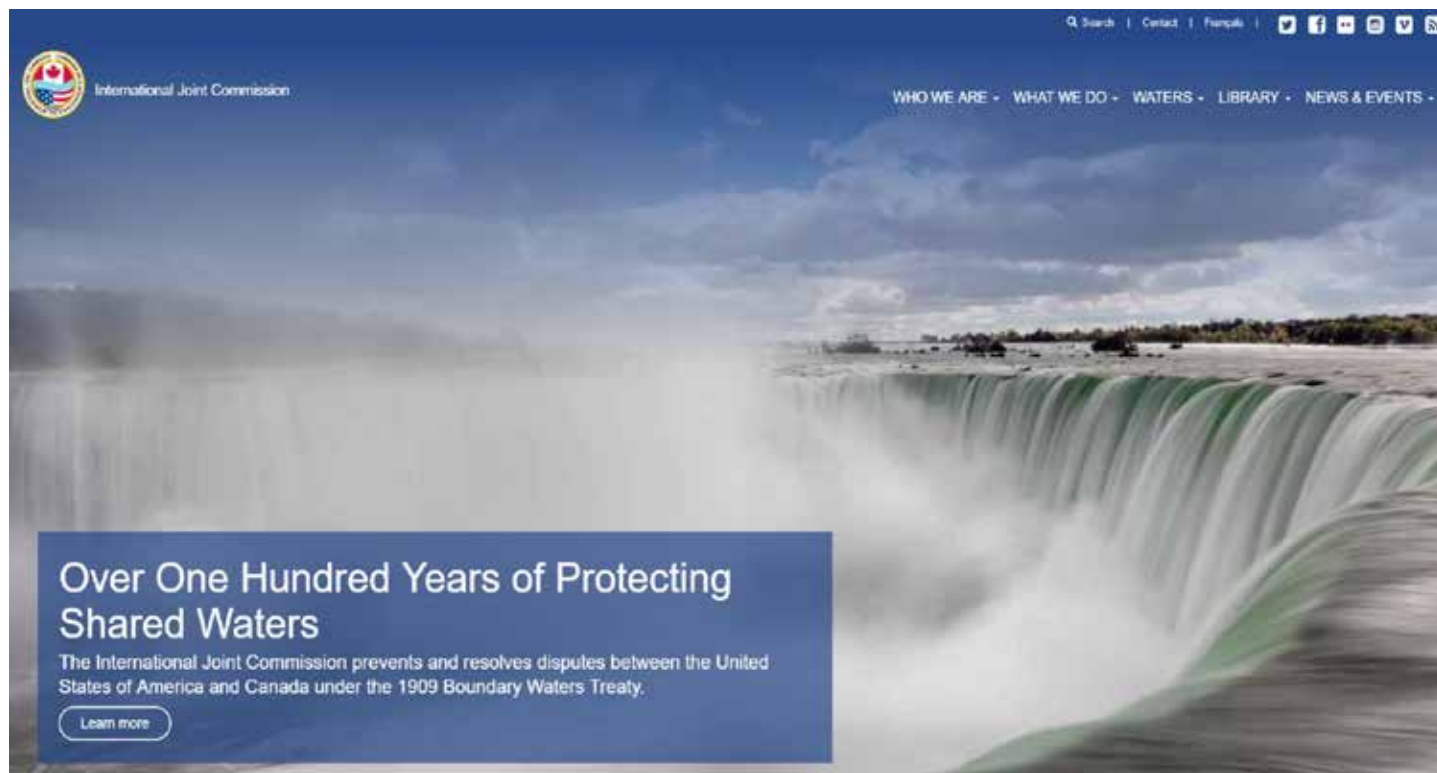 Search | Contact | Français |
International Joint Commission
WHO WE ARE - WHAT WE DO - WATERS - LIBRARY - NEWS & EVENTS -
Over One Hundred Years of Protecting
Shared Waters
The International Joint Commission prevents and resolves disputes between the United
States of America and Canada under the 1909 Boundary Waters Treaty.
Learn more